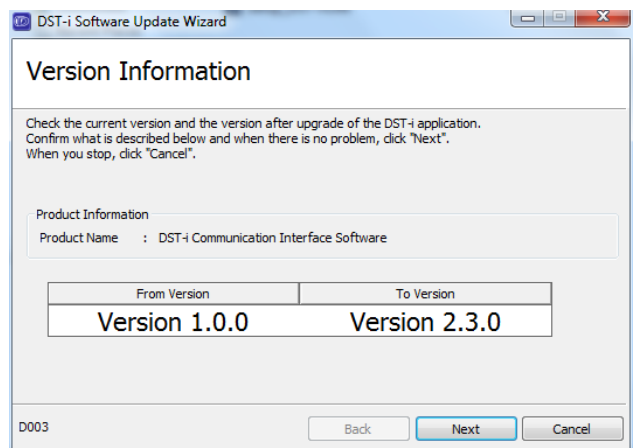 DST-i Software Update Wizard
Version Information
Check the current version and the version after upgrade of the DST-i application.
Confirm what is described below and when there is no problem, click "Next".
When you stop, click "Cancel".
Product Information
Product Name : DST-i Communication Interface Software
From Version To Version
Version 1.0.0 Version 2.3.0
D003 Back Next Cancel